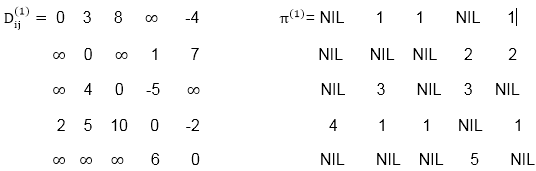 D_ij^(1) = 0 3 8 ∞ -4 π^(1)= NIL 1 1 NIL 1
∞ 0 ∞ 1 7 NIL NIL NIL 2 2
∞ 4 0 -5 ∞ NIL 3 NIL 3 NIL
2 5 10 0 -2 4 1 1 NIL 1
∞ ∞ ∞ 6 0 NIL NIL NIL 5 NIL